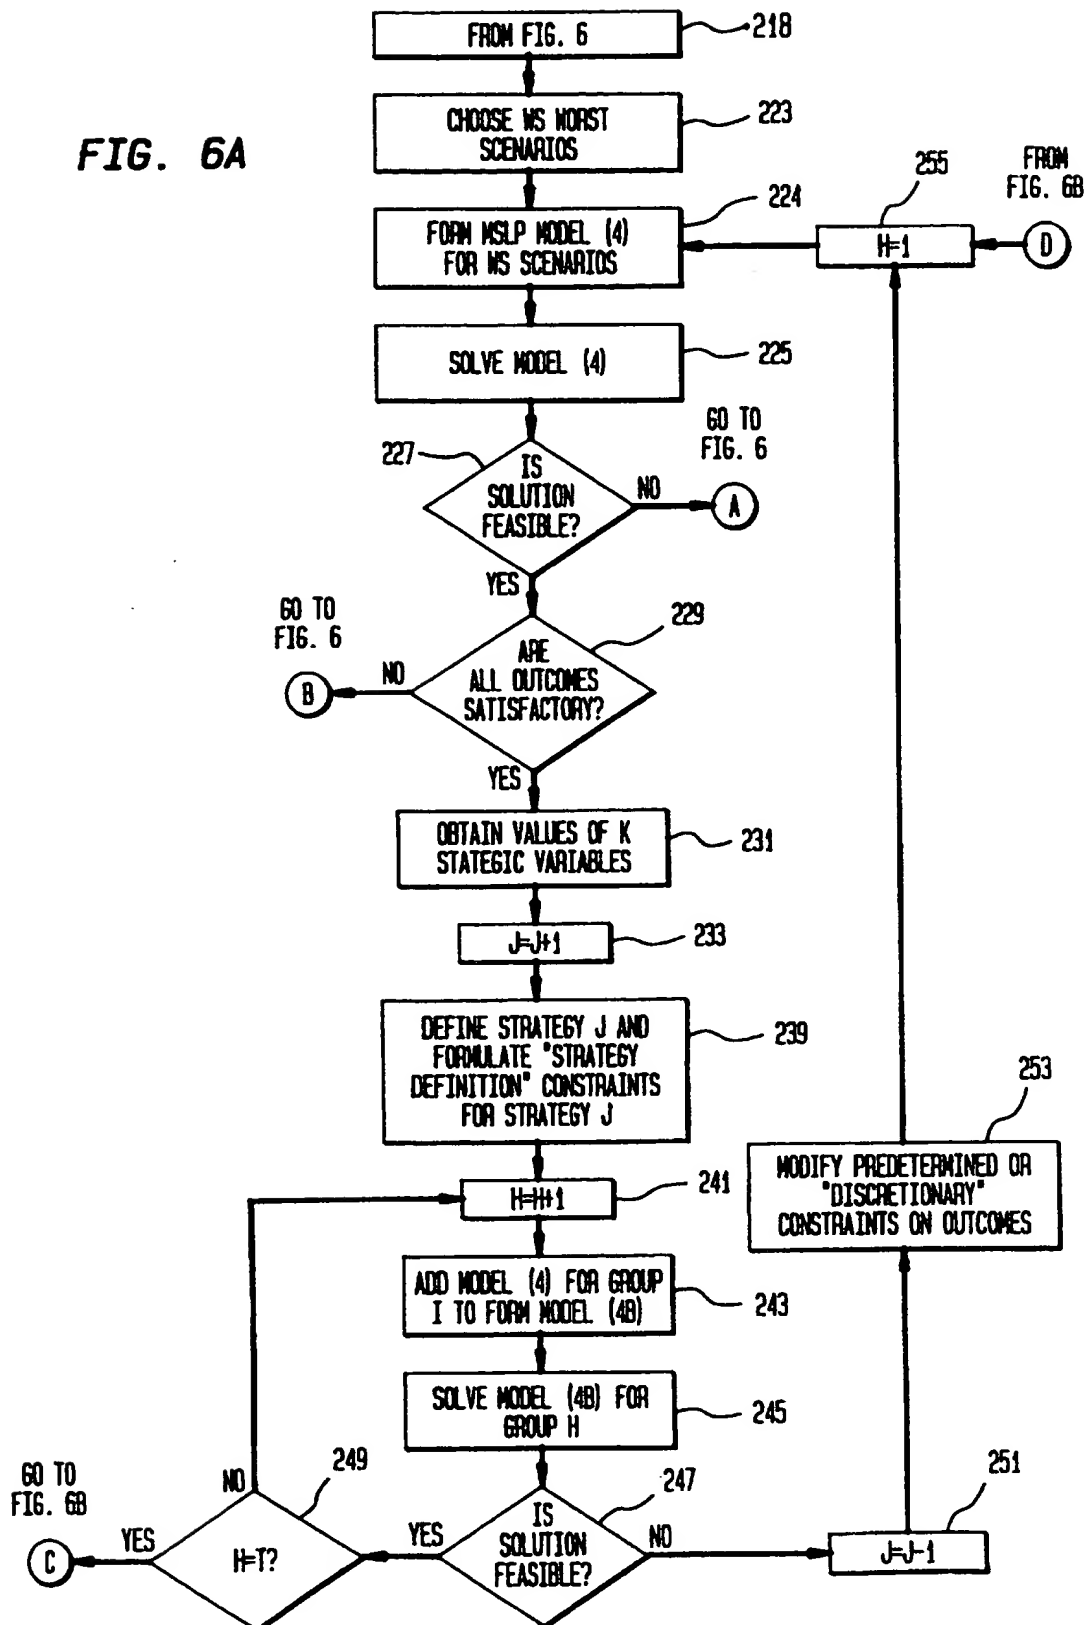 FIG. 6A
FROM FIG. 6
218
CHOOSE WS WORST
SCENARIOS
223
FORM MSLP MODEL (4)
FOR WS SCENARIOS
224
H=1
255
FROM
FIG. 6B
D
SOLVE MODEL (4)
225
227
IS
SOLUTION
FEASIBLE?
NO
GO TO
FIG. 6
A
YES
GO TO
FIG. 6
B
NO
ARE
ALL OUTCOMES
SATISFACTORY?
229
YES
OBTAIN VALUES OF K
STATEGIC VARIABLES
231
J=J+1
233
DEFINE STRATEGY J AND
FORMULATE "STRATEGY
DEFINITION" CONSTRAINTS
FOR STRATEGY J
239
H=H+1
241
MODIFY PREDETERMINED OR
"DISCRETIONARY"
CONSTRAINTS ON OUTCOMES
253
ADD MODEL (4) FOR GROUP
I TO FORM MODEL (4B)
243
SOLVE MODEL (4B) FOR
GROUP H
245
GO TO
FIG. 6B
C
YES
H=T?
NO
249
YES
IS
SOLUTION
FEASIBLE?
247
NO
J=J-1
251